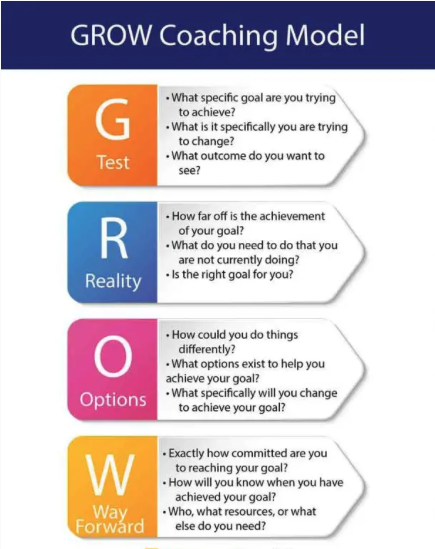 GROW Coaching Model
G
Test
• What specific goal are you trying
to achieve?
• What is it specifically you are trying
to change?
• What outcome do you want to
see?
R
Reality
• How far off is the achievement
of your goal?
• What do you need to do that you
are not currently doing?
• Is the right goal for you?
O
Options
• How could you do things
differently?
• What options exist to help you
achieve your goal?
• What specifically will you change
to achieve your goal?
W
Way
Forward
• Exactly how committed are you
to reaching your goal?
• How will you know when you have
achieved your goal?
• Who, what resources, or what
else do you need?